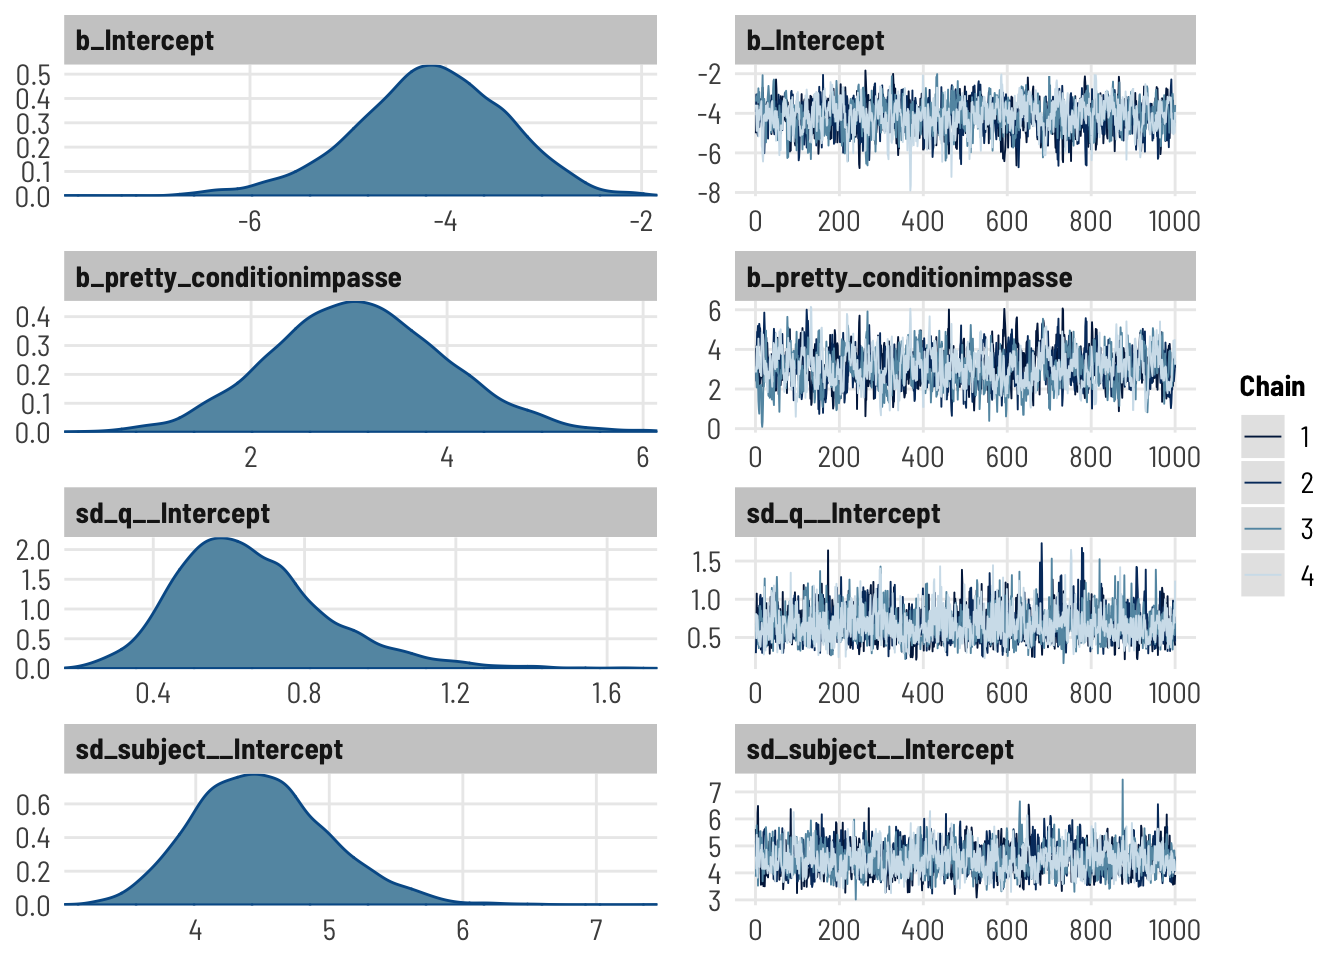 b_Intercept
0.5
0.4
0.3
0.2
0.1
0.0
-6 -4 -2
b_Intercept
-2
-4
-6
-8
0 200 400 600 800 1000
b_pretty_conditionimpasse
0.4
0.3
0.2
0.1
0.0
2 4 6
b_pretty_conditionimpasse
6
4
2
0
0 200 400 600 800 1000
sd_q__Intercept
2.0
1.5
1.0
0.5
0.0
0.4 0.8 1.2 1.6
sd_q__Intercept
1.5
1.0
0.5
0 200 400 600 800 1000
sd_subject__Intercept
0.6
0.4
0.2
0.0
4 5 6 7
sd_subject__Intercept
7
6
5
4
3
0 200 400 600 800 1000
Chain
1
2
3
4